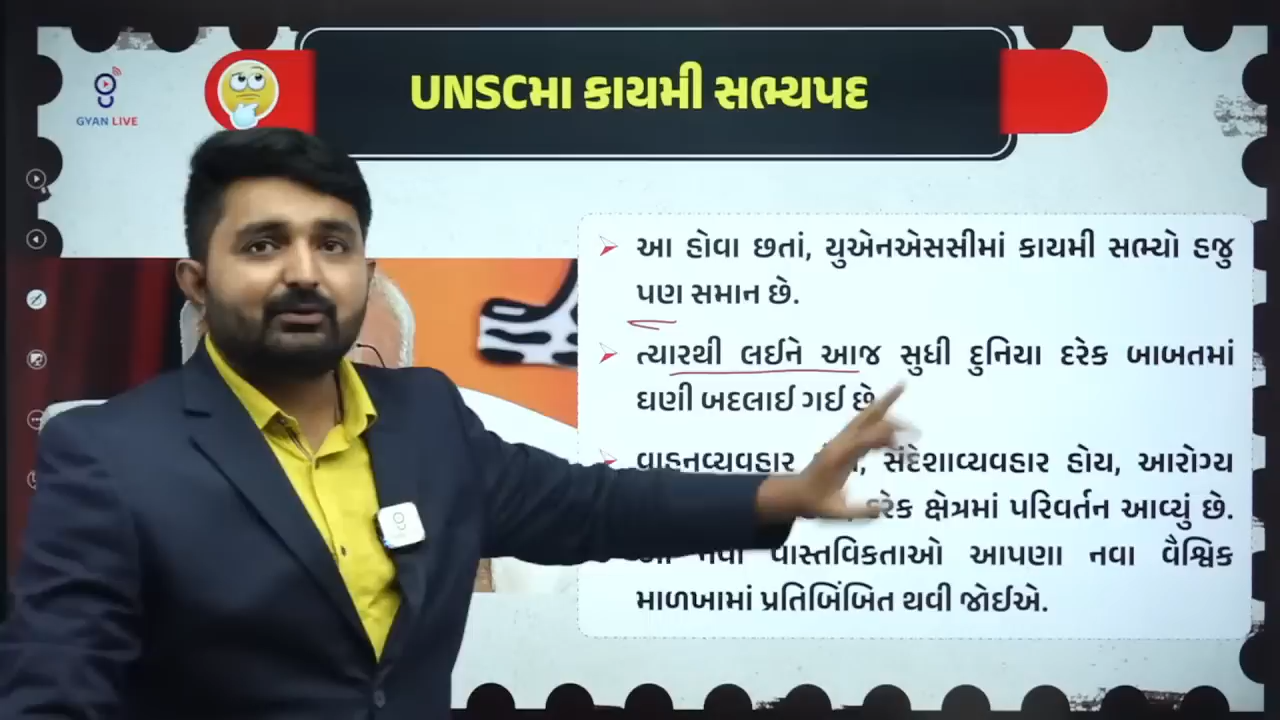 UNSCમા કાયમી સભ્યપદ
GYAN LIVE
આ હોવા છતાં, યુએનએસસીમાં કાયમી સભ્યો હજુ
પણ સમાન છે.
ત્યારથી લઈને આજ સુધી દુનિયા દરેક બાબતમાં
ઘણી બદલાઈ ગઈ છે
વાહનવ્યવહાર સંદેશાવ્યવહાર હોય, આરોગ્ય
દરેક ક્ષેત્રમાં પરિવર્તન આવ્યું છે.
નવી વાસ્તવિકતાઓ આપણા નવા વૈશ્વિક
માળખામાં પ્રતિબિંબિત થવી જોઈએ.